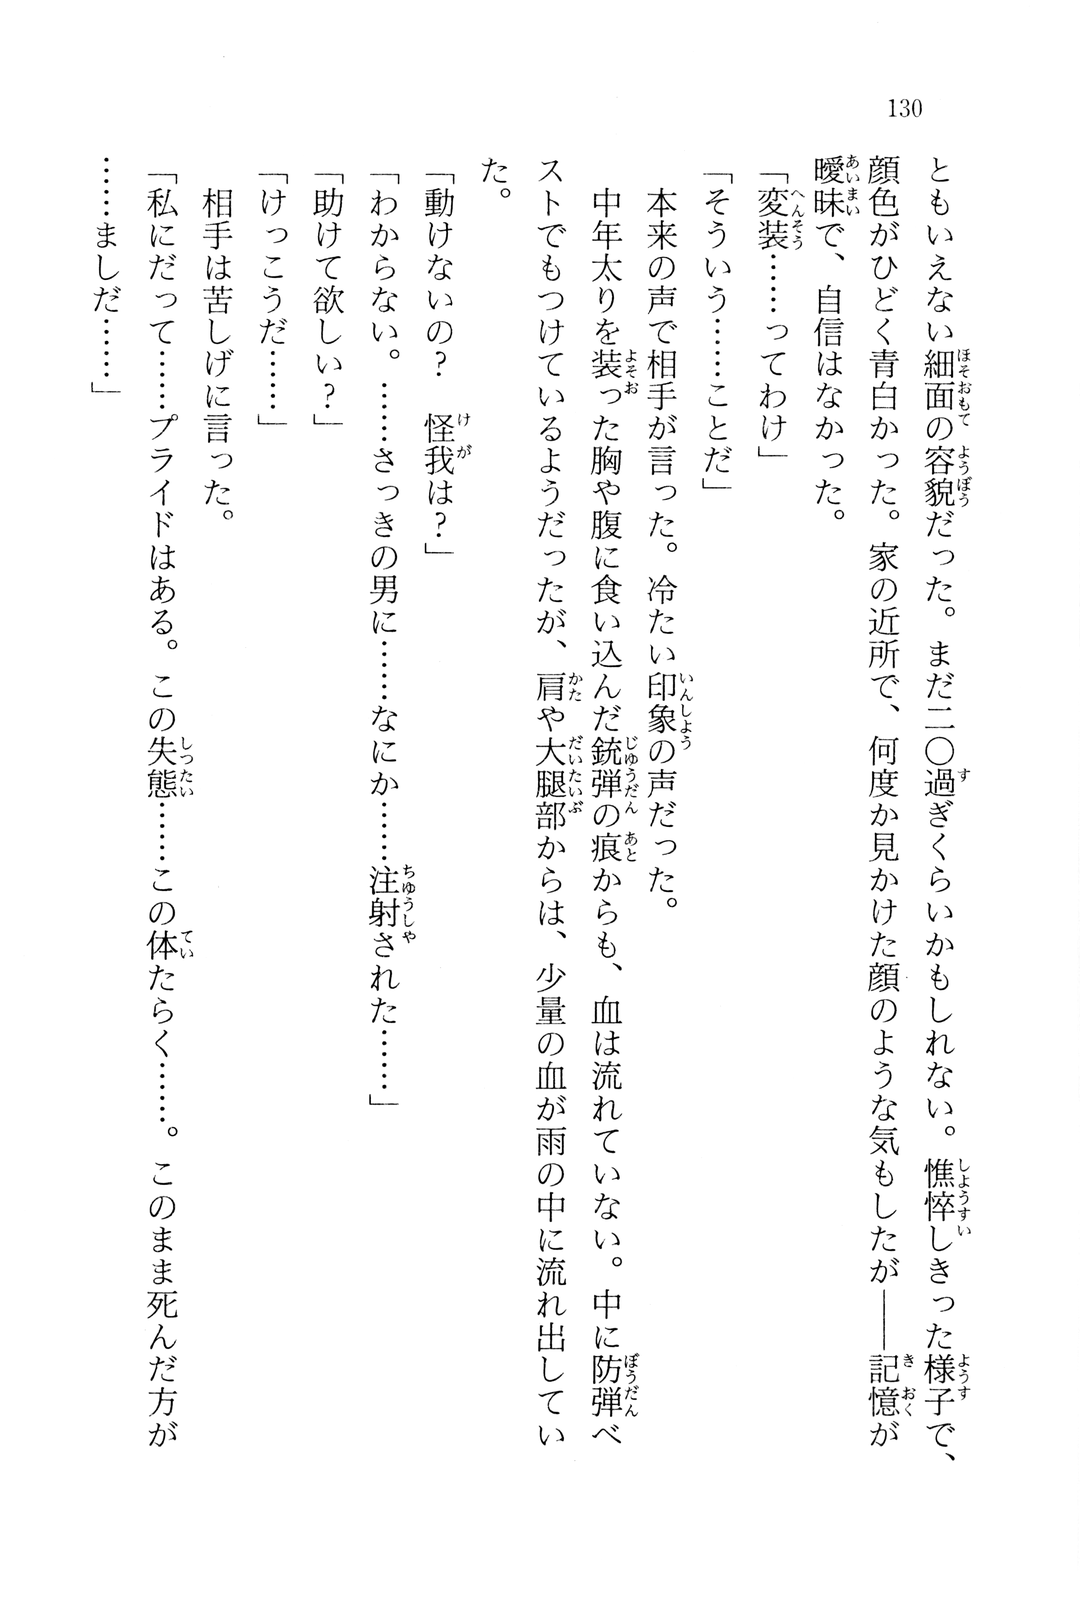 130
ともいえない細面の容貌だった。まだ二〇過ぎくらいかもしれない。憔悴しきった様子で、
顔色がひどく青白かった。家の近所で、何度か見かけた顔のような気もしたが――記憶が
曖昧で、自信はなかった。
「変装……ってわけ」
「そういう……ことだ」
本来の声で相手が言った。冷たい印象の声だった。
中年太りを装った胸や腹に食い込んだ銃弾の痕からも、血は流れていない。中に防弾ベ
ストでもつけているようだったが、肩や大腿部からは、少量の血が雨の中に流れ出してい
た。
「動けないの？　怪我は？」
「わからない。……さっきの男に……なにか……注射された……」
「助けて欲しい？」
「けっこうだ……」
相手は苦しげに言った。
「私にだって……プライドはある。この失態……この体たらく……。このまま死んだ方が
……ましだ……」